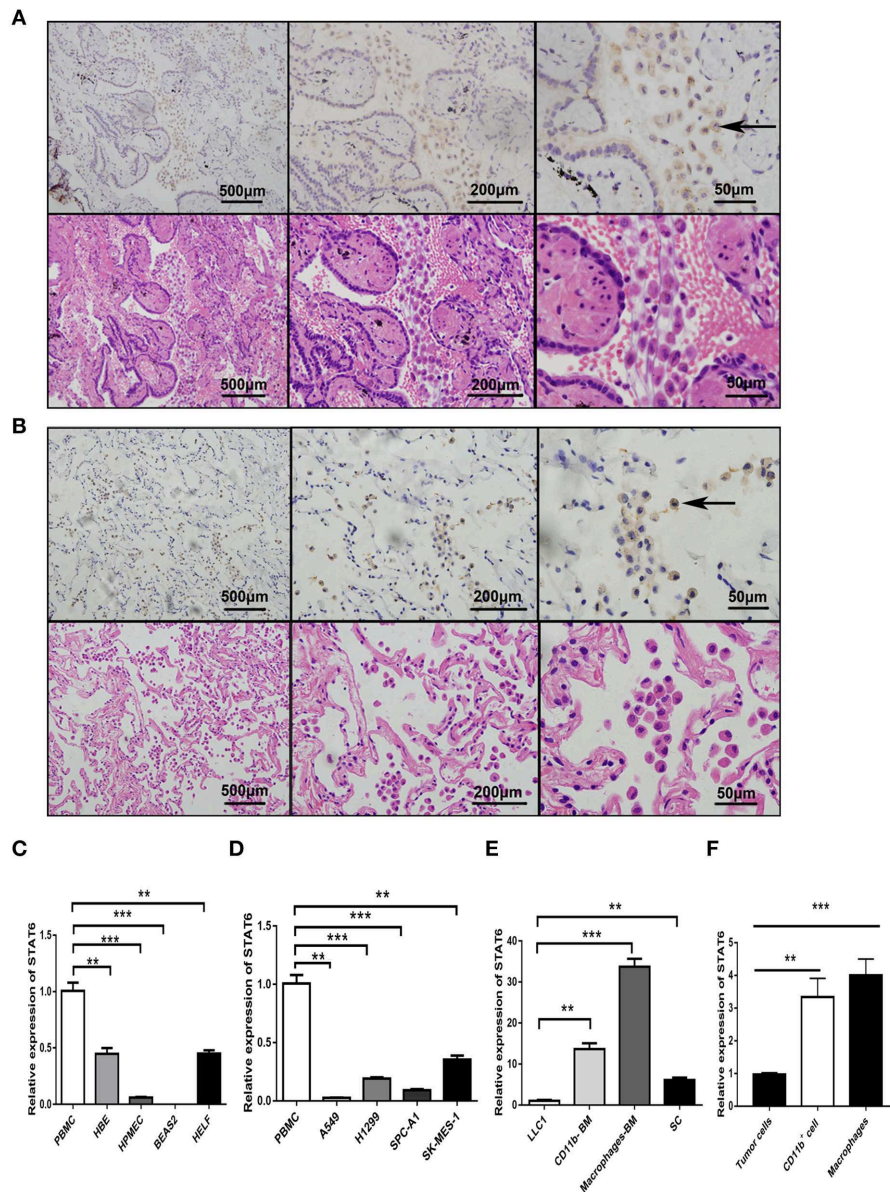 A
500μm
200μm
50μm
500μm
200μm
50μm
B
500μm
200μm
50μm
500μm
200μm
50μm
C
Relative expression of STAT6
1.5
1.0
0.5
0.0
**
***
***
**
PBMC
HBE
HPMEC
BEAS2
HELF
D
Relative expression of STAT6
1.5
1.0
0.5
0.0
**
***
***
**
PBMC
A549
H1299
SPC-A1
SK-MES-1
E
Relative expression of STAT6
40
30
20
10
0
**
***
**
LLC1
CD11b- BM
Macrophages-BM
SC
F
Relative expression of STAT6
5
4
3
2
1
0
***
**
Tumor cells
CD11b⁺ cell
Macrophages